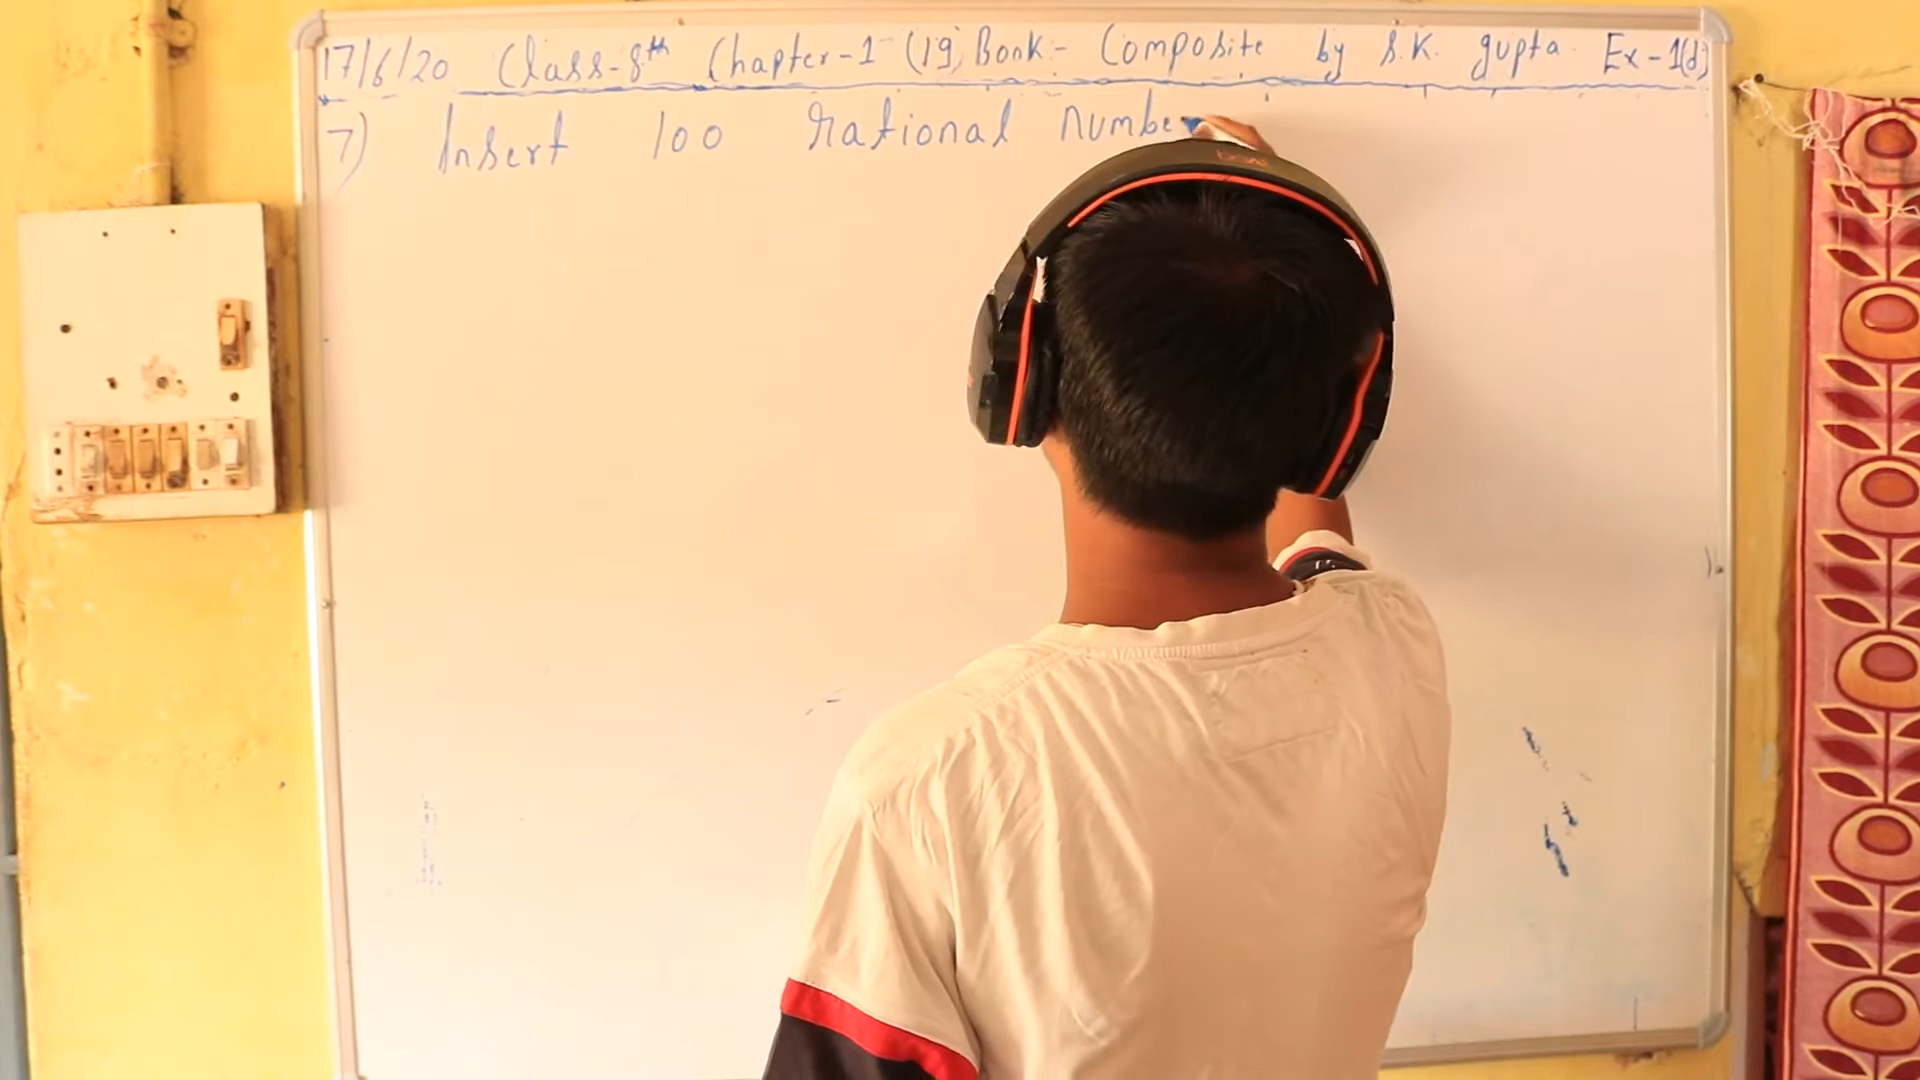 17/6/20 Class-8th Chapter-1 (19) Book:- Composite by S.K. gupta. Ex-1(d)
7) Insert 100 rational numbe